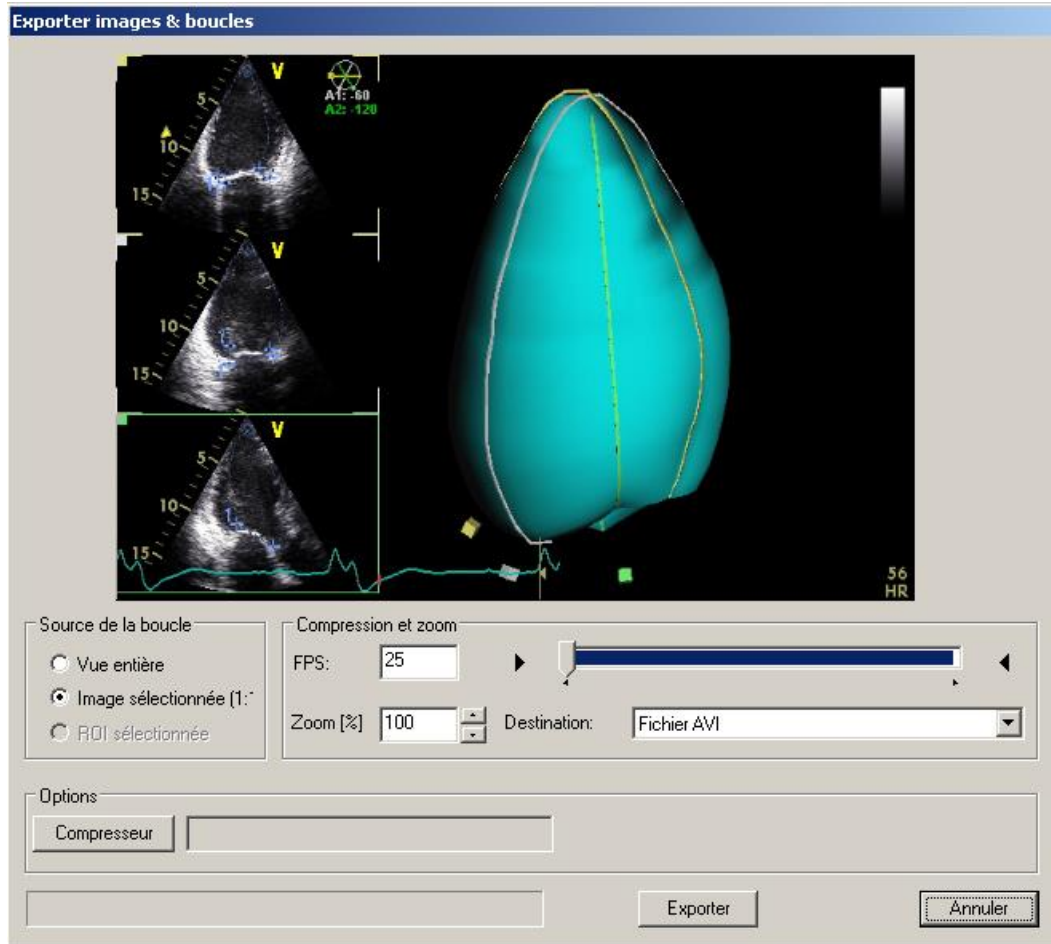 Exporter images & boucles
V
A1: -60
A2: -120
5
10
15
V
5
10
15
V
5
10
1
15
56
HR
Source de la boucle
Vue entière
Image sélectionnée (1:1
ROI sélectionnée
Compression et zoom
FPS: 25
Zoom [%] 100 Destination: Fichier AVI
Options
Compresseur
Exporter Annuler